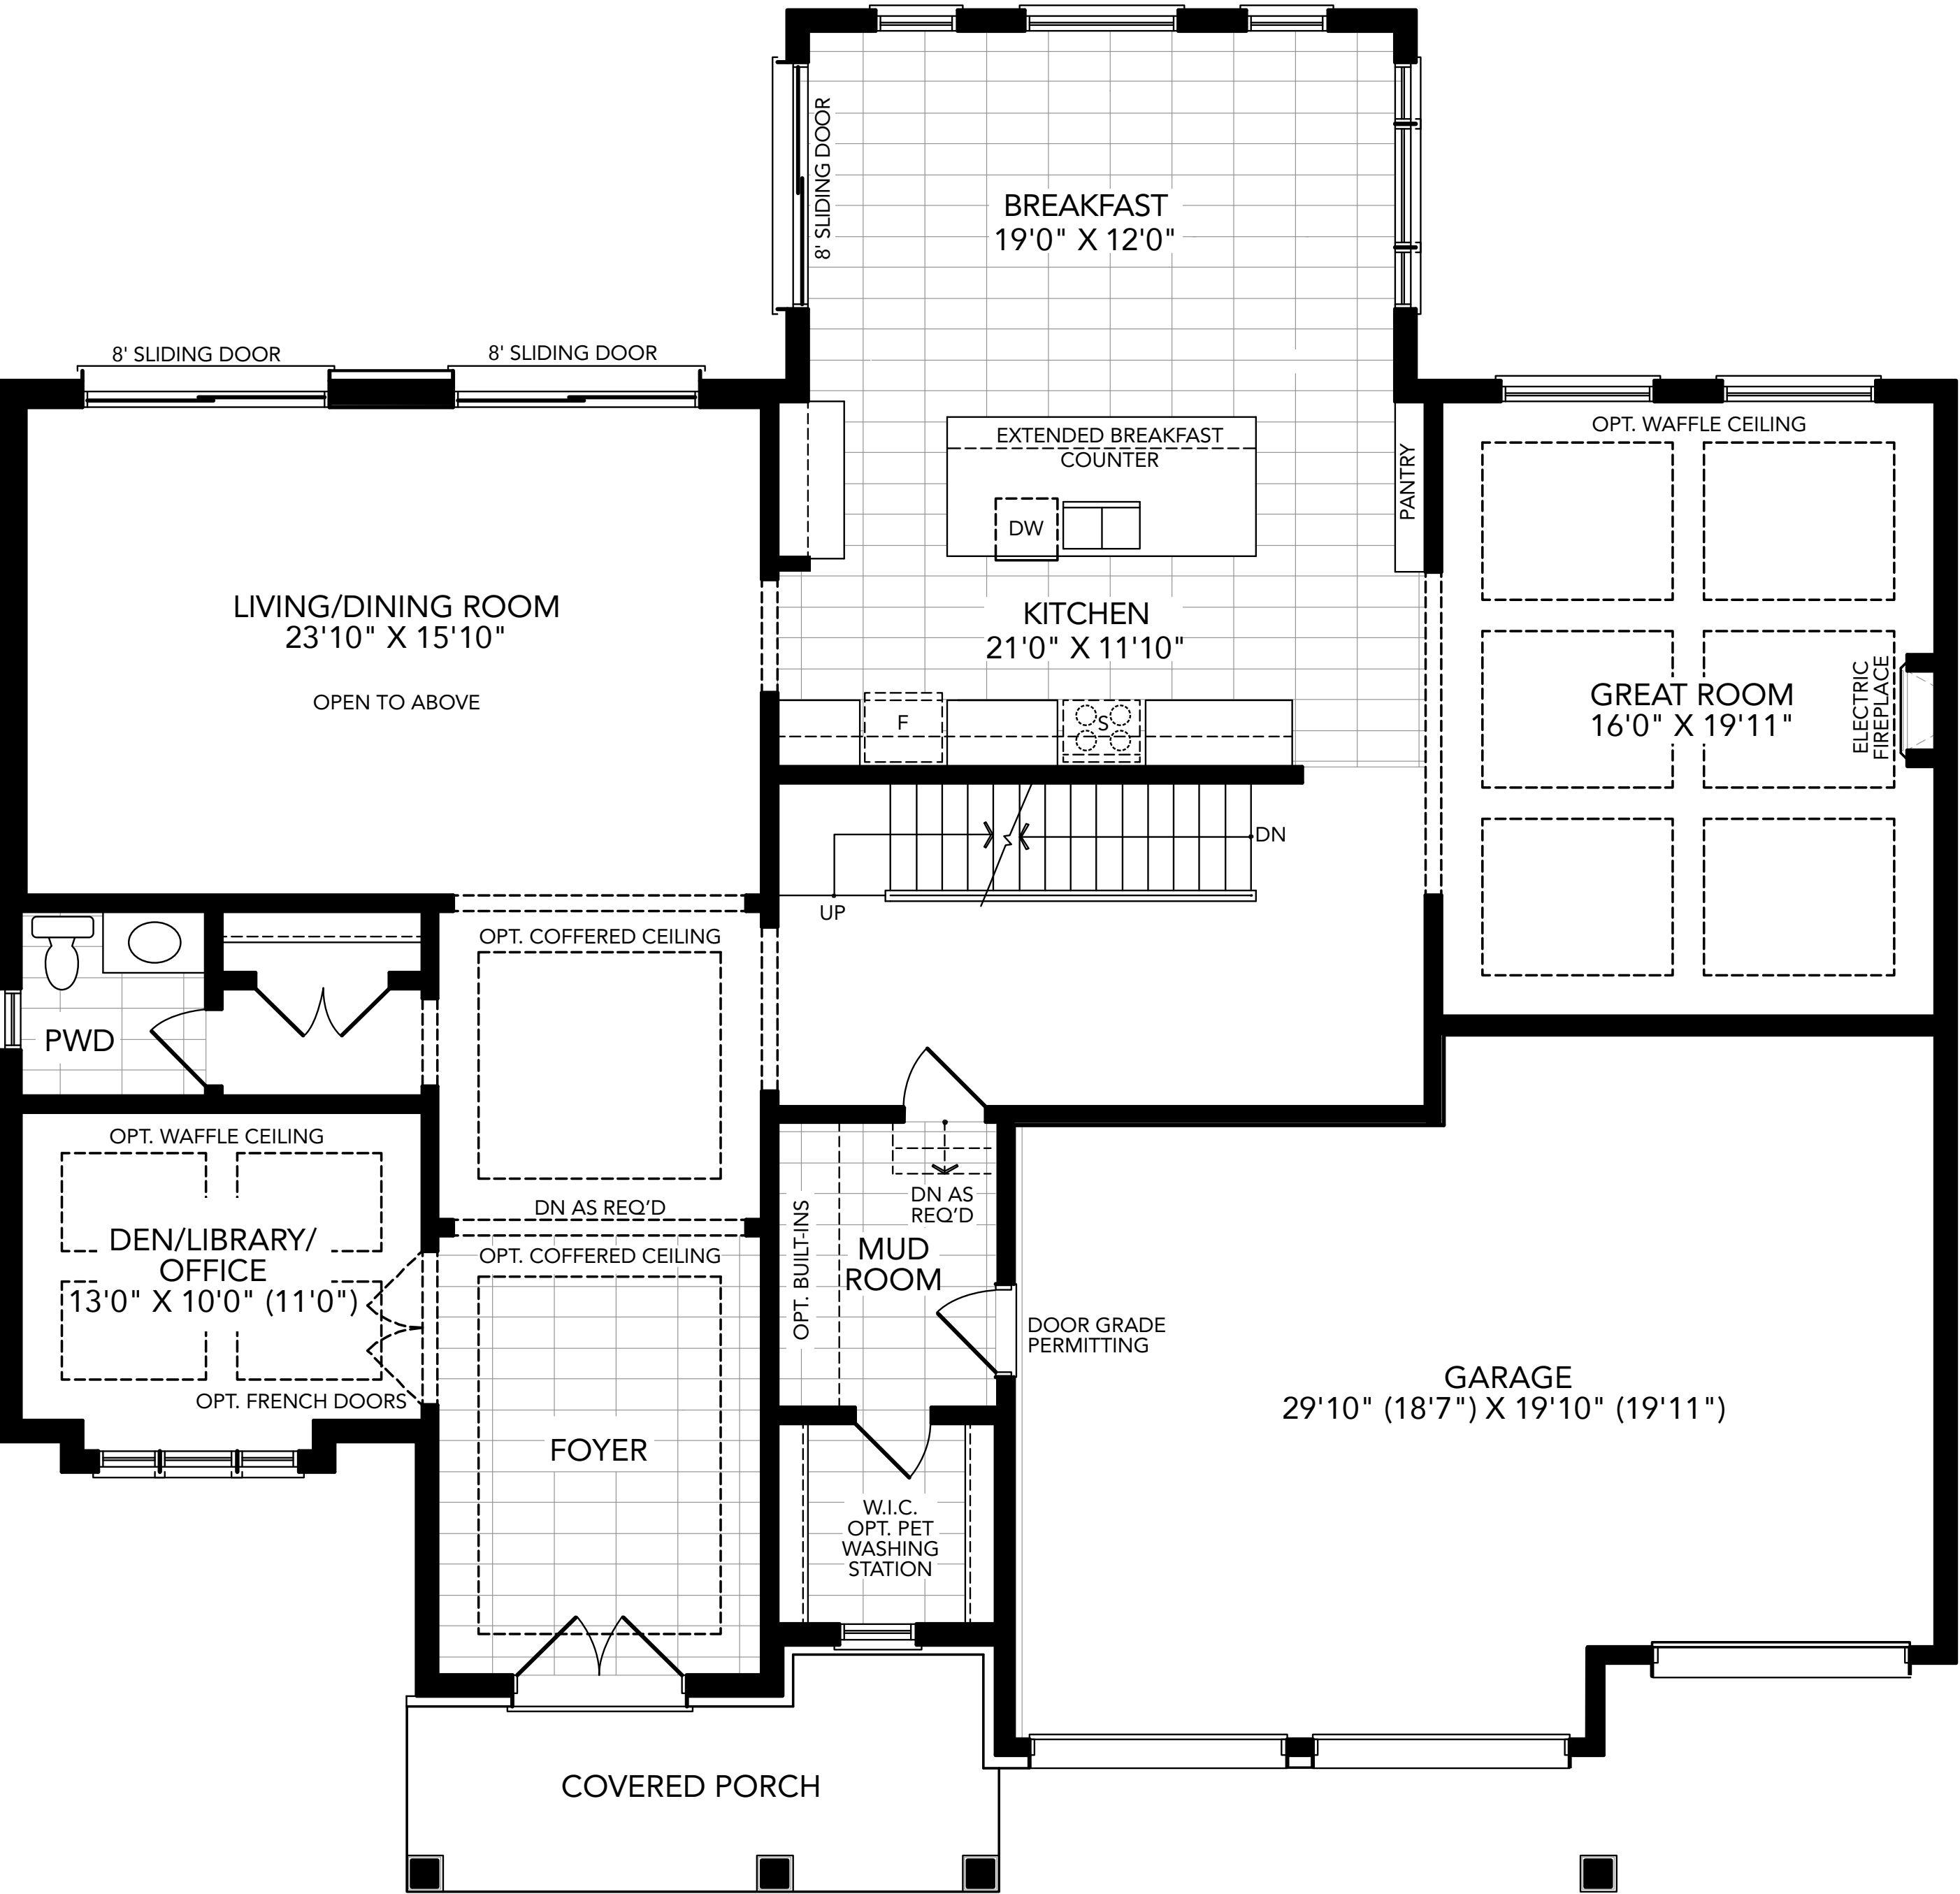 8' SLIDING DOOR
BREAKFAST
19'0" X 12'0"
8' SLIDING DOOR
8' SLIDING DOOR
EXTENDED BREAKFAST
COUNTER
DW
PANTRY
OPT. WAFFLE CEILING
LIVING/DINING ROOM
23'10" X 15'10"
OPEN TO ABOVE
KITCHEN
21'0" X 11'10"
F
S
GREAT ROOM
16'0" X 19'11"
ELECTRIC
FIREPLACE
DN
UP
OPT. COFFERED CEILING
PWD
OPT. WAFFLE CEILING
DEN/LIBRARY/
OFFICE
13'0" X 10'0" (11'0")
OPT. FRENCH DOORS
DN AS REQ'D
OPT. COFFERED CEILING
FOYER
OPT. BUILT-INS
DN AS
REQ'D
MUD
ROOM
DOOR GRADE
PERMITTING
GARAGE
29'10" (18'7") X 19'10" (19'11")
W.I.C.
OPT. PET
WASHING
STATION
COVERED PORCH